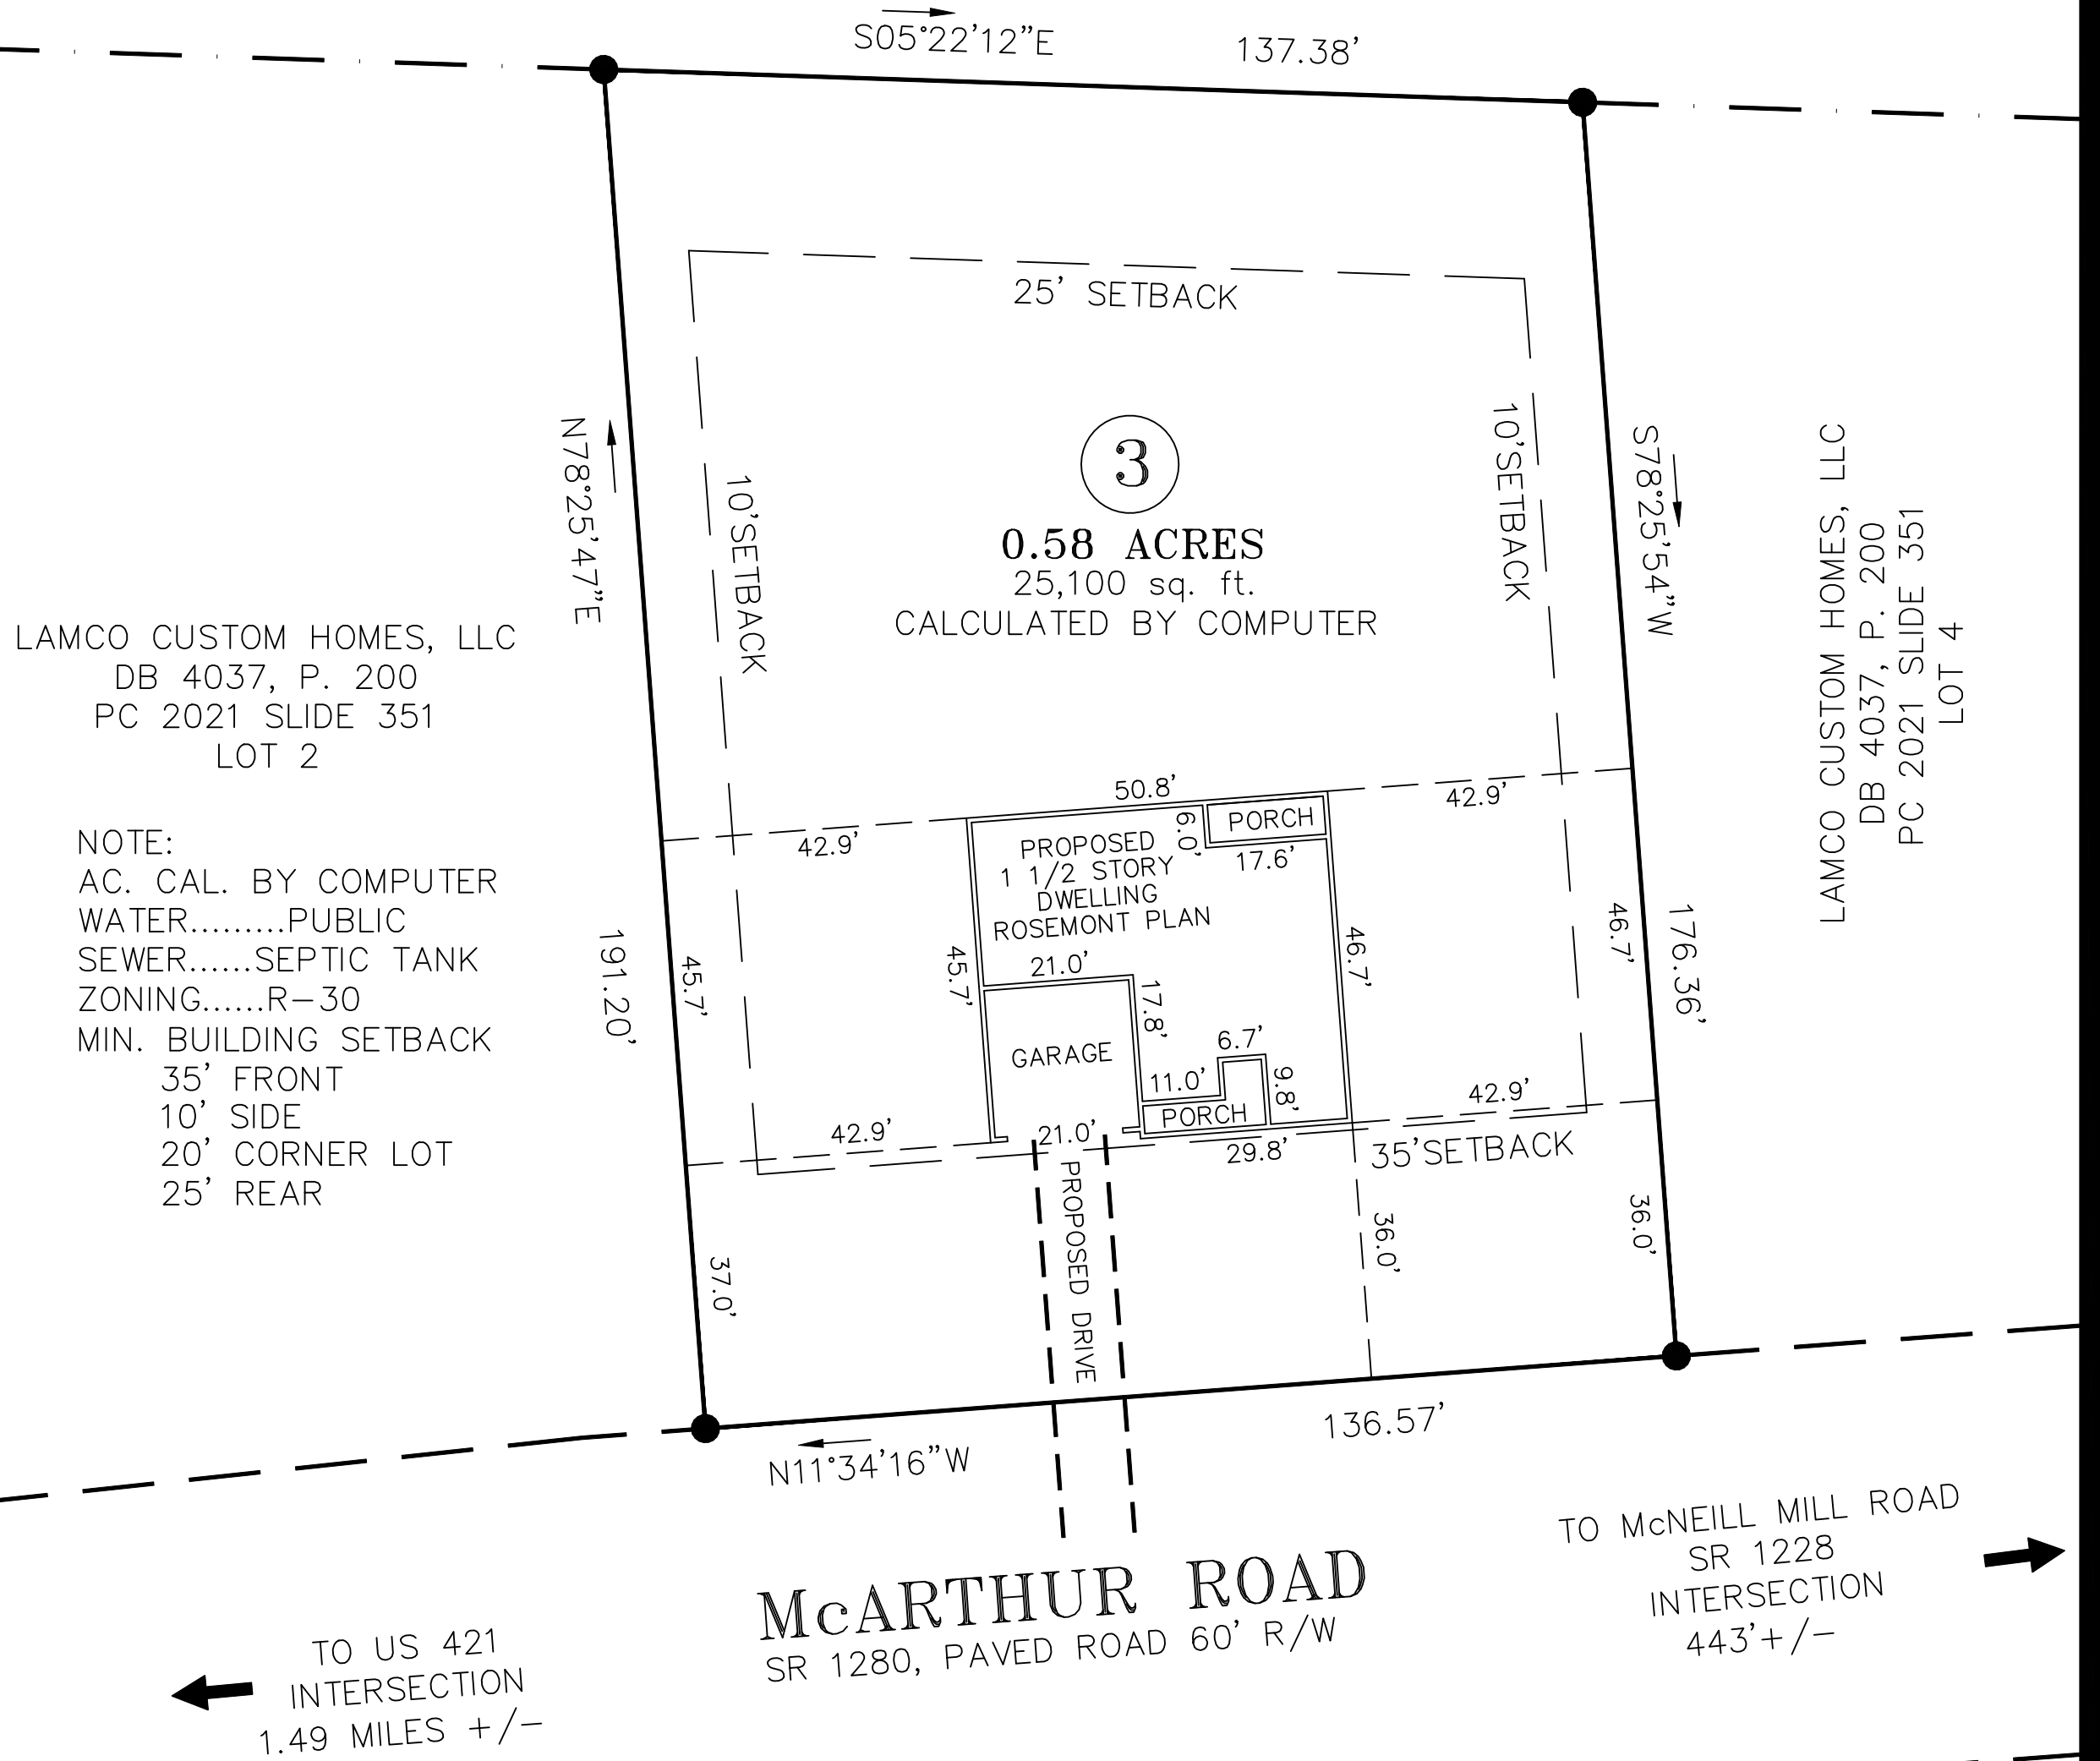 S05°22'12"E 137.38'
25' SETBACK
N78°25'47"E
10'SETBACK
10'SETBACK
S78°25'54"W
3
0.58 ACRES
25,100 sq. ft.
CALCULATED BY COMPUTER
LAMCO CUSTOM HOMES, LLC
DB 4037, P. 200
PC 2021 SLIDE 351
LOT 2
LAMCO CUSTOM HOMES, LLC
DB 4037, P. 200
PC 2021 SLIDE 351
LOT 4
NOTE:
AC. CAL. BY COMPUTER
WATER.........PUBLIC
SEWER......SEPTIC TANK
ZONING......R-30
MIN. BUILDING SETBACK
35' FRONT
10' SIDE
20' CORNER LOT
25' REAR
50.8'
42.9'
42.9'
PORCH
6.0'
17.6'
PROPOSED
1 1/2 STORY
DWELLING
ROSEMONT PLAN
191.20'
45.7'
45.7'
21.0'
17.8'
46.7'
46.7'
176.36'
GARAGE
6.7'
11.0'
9.8'
PORCH
42.9'
42.9'
21.0'
29.8'
35'SETBACK
PROPOSED DRIVE
37.0'
36.0'
36.0'
N11°34'16"W
136.57'
McARTHUR ROAD
SR 1280, PAVED ROAD 60' R/W
TO US 421
INTERSECTION
1.49 MILES +/-
TO McNEILL MILL ROAD
SR 1228
INTERSECTION
443'+/-